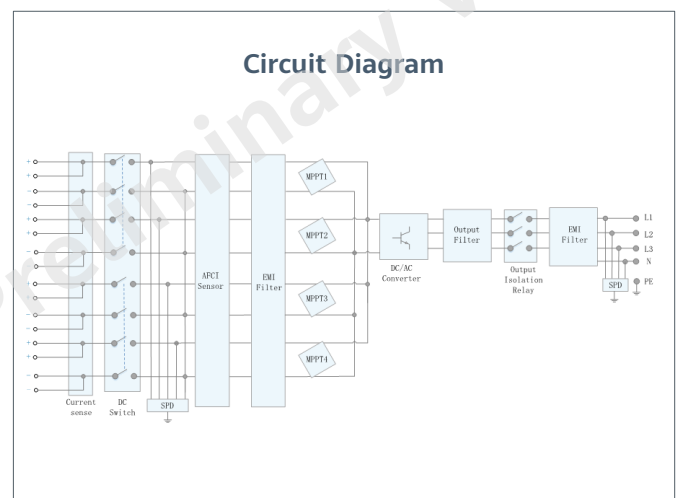 Circuit Diagram
Preliminary
+
+
-
-
+
+
-
-
+
+
-
-
+
+
-
-
Current
sense
DC
Switch
SPD
AFCI
Sensor
EMI
Filter
MPPT1
MPPT2
MPPT3
MPPT4
DC/AC
Converter
Output
Filter
Output
Isolation
Relay
EMI
Filter
L1
L2
L3
N
SPD
PE